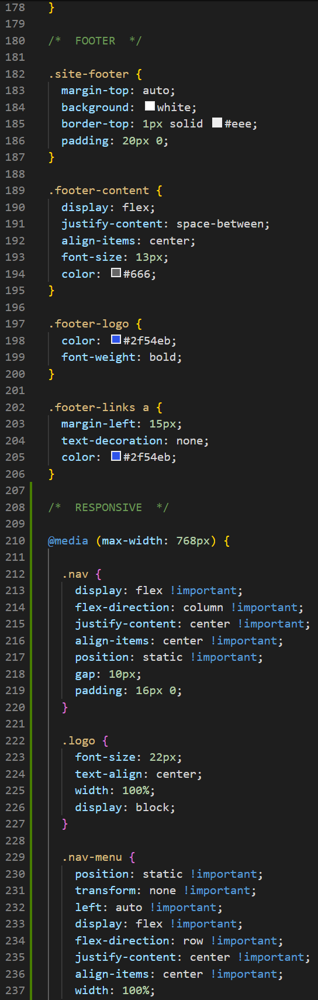 178 }
179
180 /*  FOOTER  */
181
182 .site-footer {
183   margin-top: auto;
184   background: white;
185   border-top: 1px solid #eee;
186   padding: 20px 0;
187 }
188
189 .footer-content {
190   display: flex;
191   justify-content: space-between;
192   align-items: center;
193   font-size: 13px;
194   color: #666;
195 }
196
197 .footer-logo {
198   color: #2f54eb;
199   font-weight: bold;
200 }
201
202 .footer-links a {
203   margin-left: 15px;
204   text-decoration: none;
205   color: #2f54eb;
206 }
207
208 /*  RESPONSIVE  */
209
210 @media (max-width: 768px) {
211
212   .nav {
213     display: flex !important;
214     flex-direction: column !important;
215     justify-content: center !important;
216     align-items: center !important;
217     position: static !important;
218     gap: 10px;
219     padding: 16px 0;
220   }
221
222   .logo {
223     font-size: 22px;
224     text-align: center;
225     width: 100%;
226     display: block;
227   }
228
229   .nav-menu {
230     position: static !important;
231     transform: none !important;
232     left: auto !important;
233     display: flex !important;
234     flex-direction: row !important;
235     justify-content: center !important;
236     align-items: center !important;
237     width: 100%;